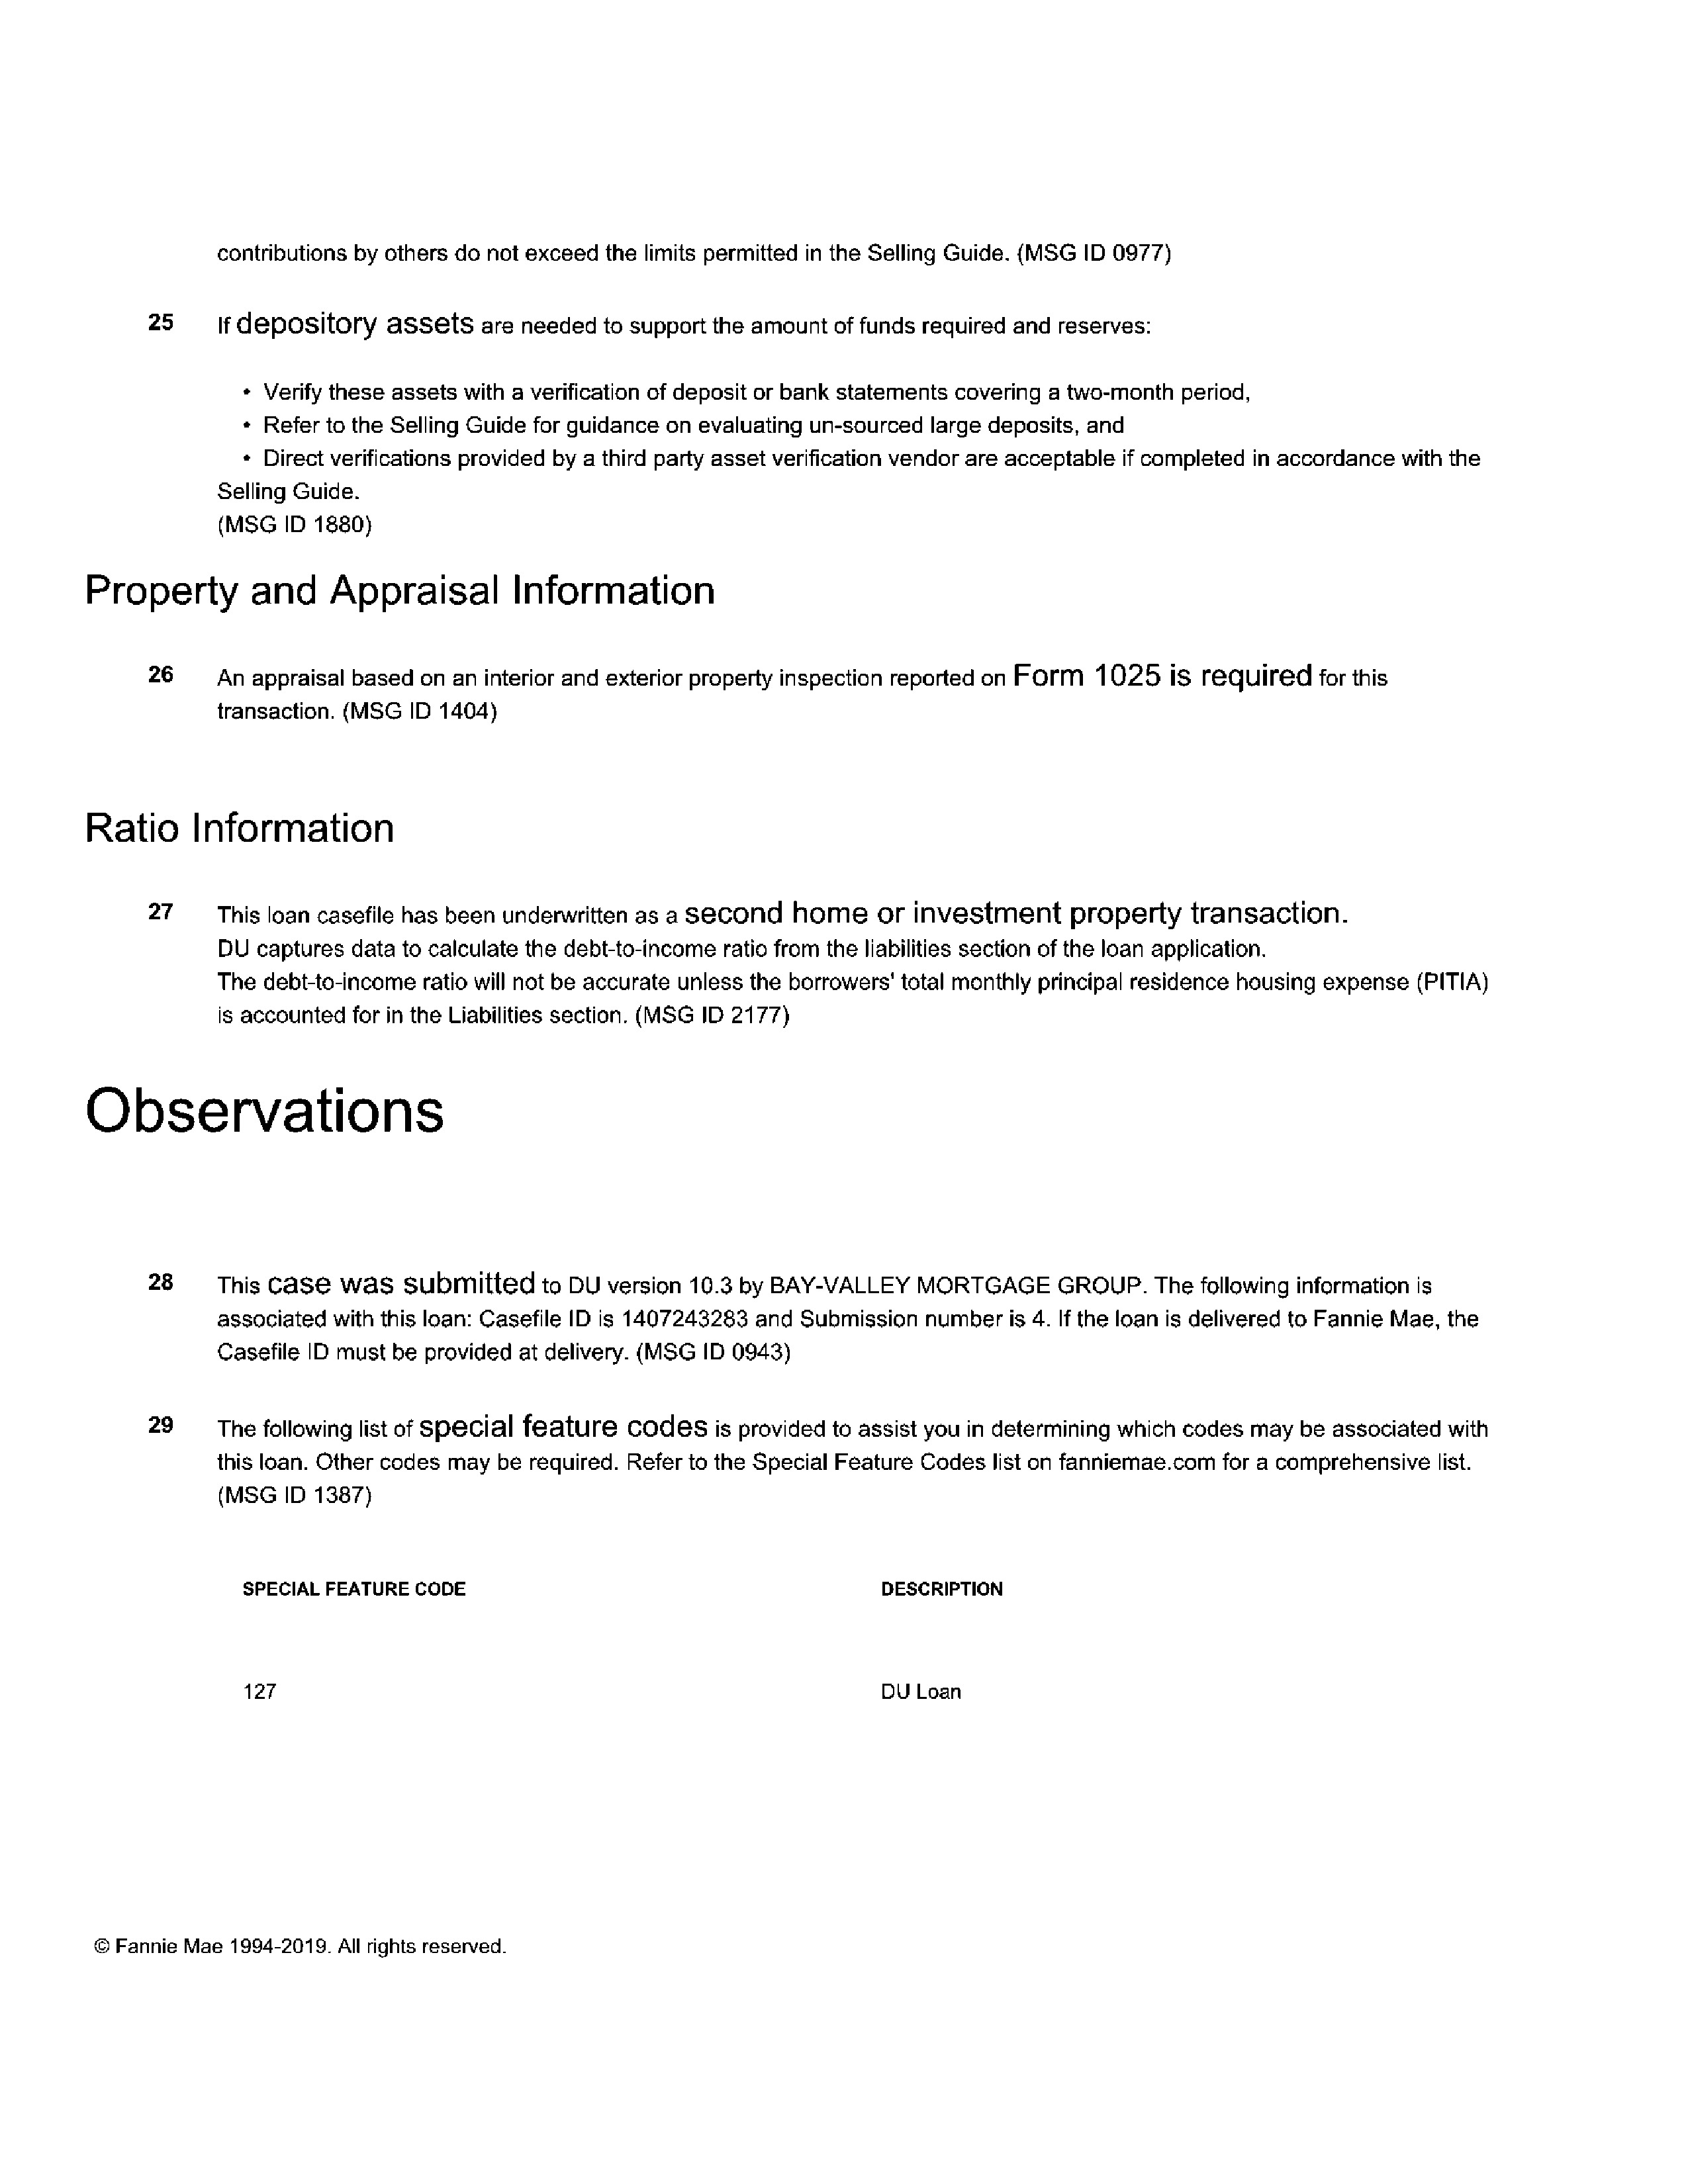 contributions by others do not exceed the limits permitted in the Selling Guide. (MSG ID 0977)
25 If depository assets are needed to support the amount of funds required and reserves:
• Verify these assets with a verification of deposit or bank statements covering a two-month period,
• Refer to the Selling Guide for guidance on evaluating un-sourced large deposits, and
• Direct verifications provided by a third party asset verification vendor are acceptable if completed in accordance with the
Selling Guide.
(MSG ID 1880)
Property and Appraisal Information
26 An appraisal based on an interior and exterior property inspection reported on Form 1025 is required for this
transaction. (MSG ID 1404)
Ratio Information
27 This loan casefile has been underwritten as a second home or investment property transaction.
DU captures data to calculate the debt-to-income ratio from the liabilities section of the loan application.
The debt-to-income ratio will not be accurate unless the borrowers' total monthly principal residence housing expense (PITIA)
is accounted for in the Liabilities section. (MSG ID 2177)
Observations
28 This case was submitted to DU version 10.3 by BAY-VALLEY MORTGAGE GROUP. The following information is
associated with this loan: Casefile ID is 1407243283 and Submission number is 4. If the loan is delivered to Fannie Mae, the
Casefile ID must be provided at delivery. (MSG ID 0943)
29 The following list of special feature codes is provided to assist you in determining which codes may be associated with
this loan. Other codes may be required. Refer to the Special Feature Codes list on fanniemae.com for a comprehensive list.
(MSG ID 1387)
SPECIAL FEATURE CODE DESCRIPTION
127 DU Loan
© Fannie Mae 1994-2019. All rights reserved.